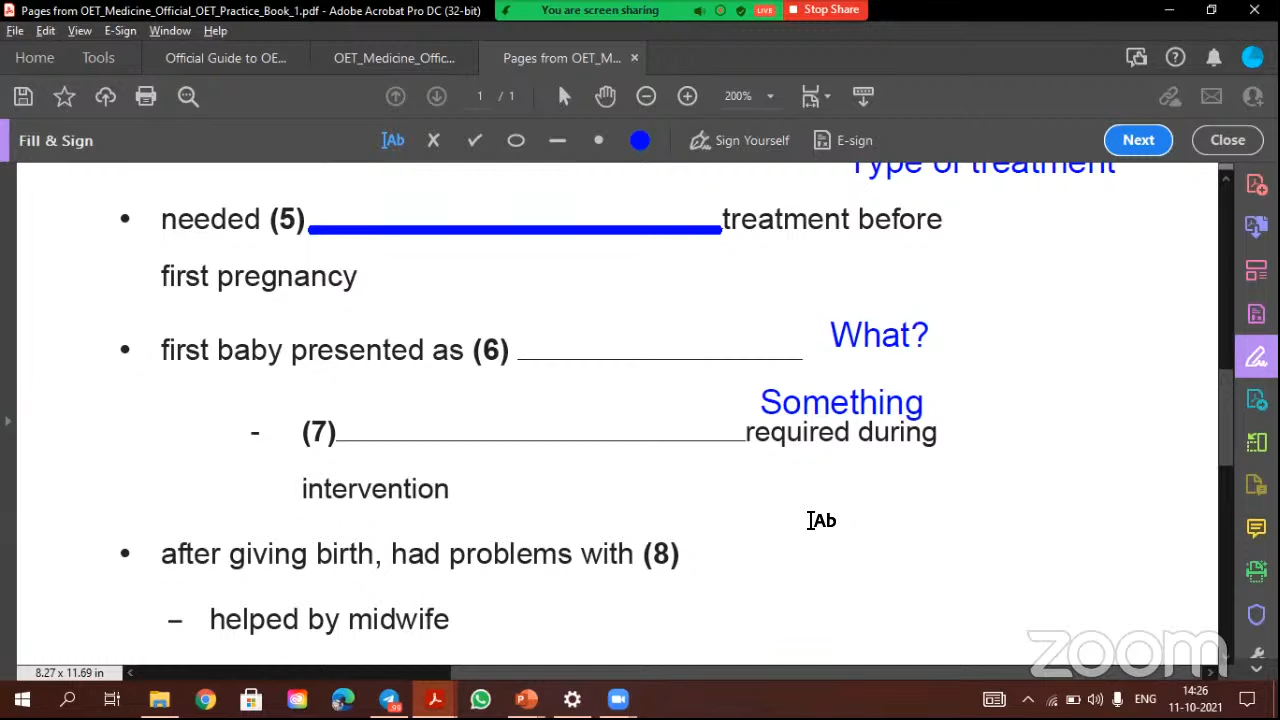 Pages from OET_Medicine_Official_OET_Practice_Book_1.pdf - Adobe Acrobat Pro DC (32-bit)
You are screen sharing
LIVE
Stop Share
File Edit View E-Sign Window Help
Home Tools Official Guide to OE... OET_Medicine_Offic... Pages from OET_M... ×
1 / 1 200%
Fill & Sign Ab Sign Yourself E-sign Next Close
Type of treatment
• needed (5) treatment before
first pregnancy
What?
• first baby presented as (6)
Something
- (7) required during
intervention
Ab
• after giving birth, had problems with (8)
– helped by midwife
zoom
8.27 x 11.69 in
99
ENG
14:26
11-10-2021